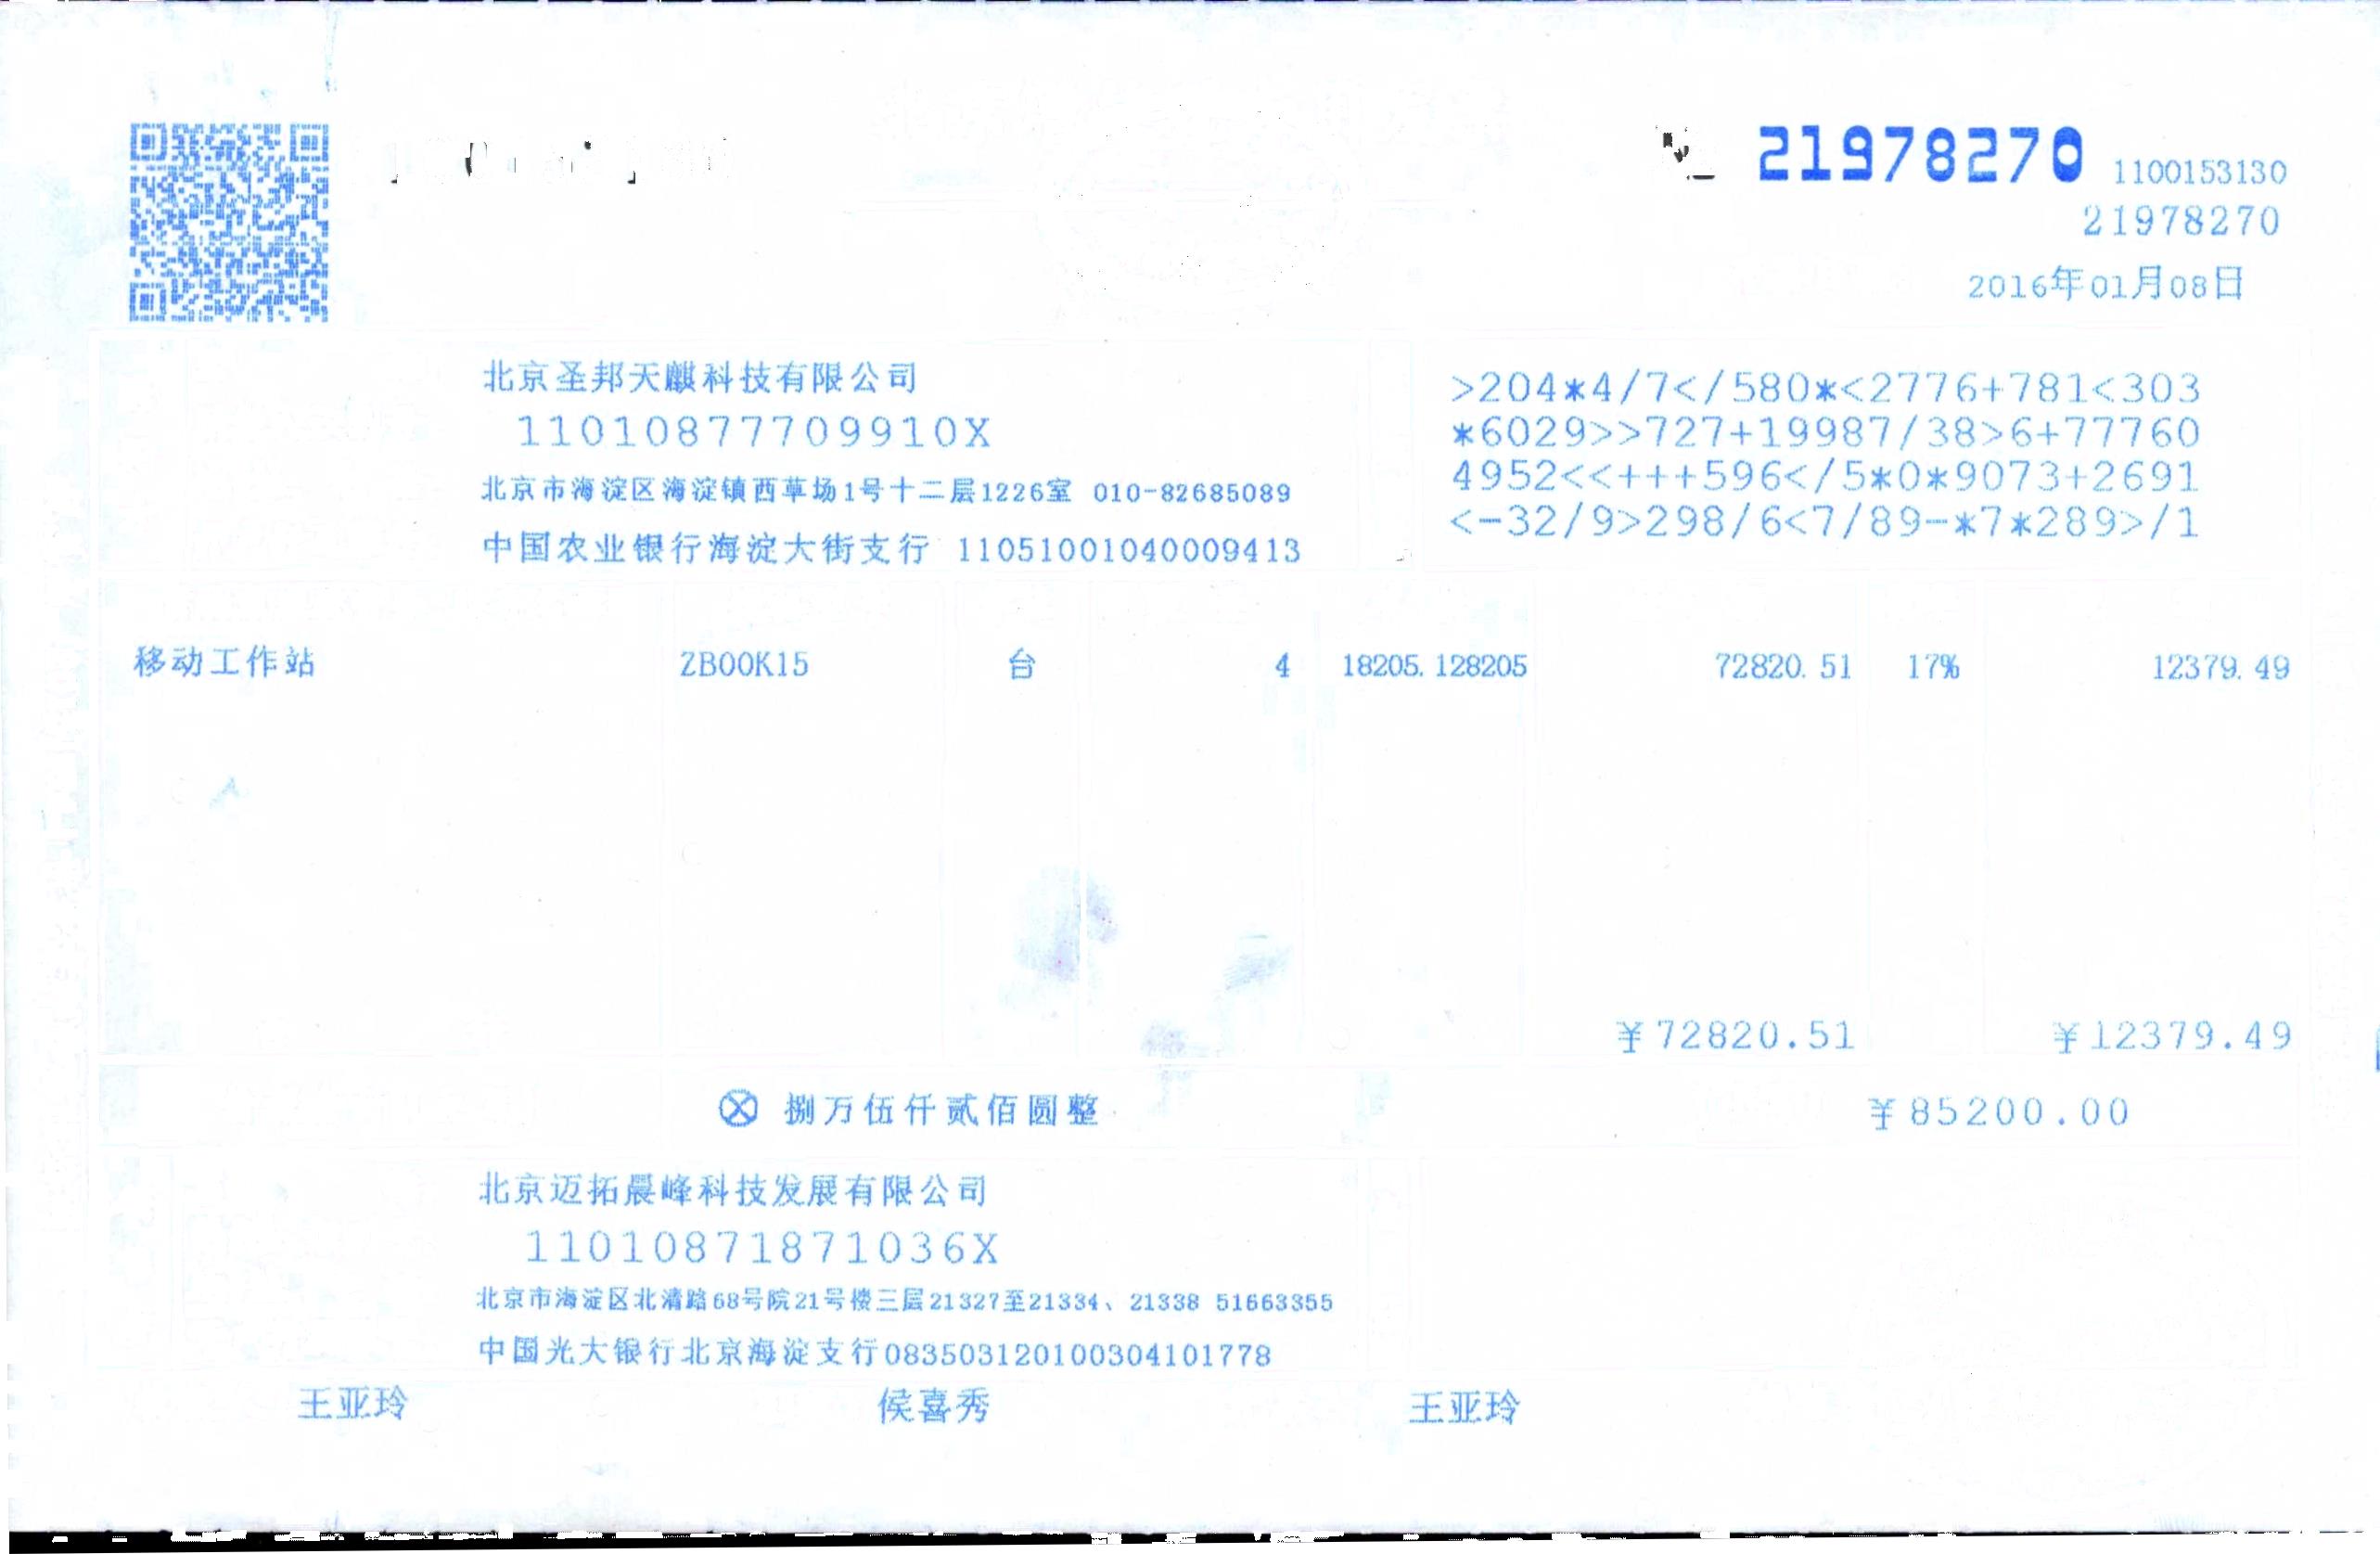 21978270 1100153130
21978270
2016年01月08日
北京圣邦天麒科技有限公司
11010877709910X
北京市海淀区海淀镇西草场1号十二层1226室 010-82685089
中国农业银行海淀大街支行 11051001040009413
>204*4/7</580*<2776+781<303
*6029>>727+19987/38>6+77760
4952<<+++596</5*0*9073+2691
<-32/9>298/6<7/89-*7*289>/1
移动工作站 ZBOOK15 台 4 18205.128205 72820.51 17% 12379.49
¥72820.51 ¥12379.49
ⓧ 捌万伍仟贰佰圆整 ¥85200.00
北京迈拓晨峰科技发展有限公司
11010871871036X
北京市海淀区北清路68号院21号楼三层21327至21334、21338 51663355
中国光大银行北京海淀支行083503120100304101778
王亚玲 侯喜秀 王亚玲